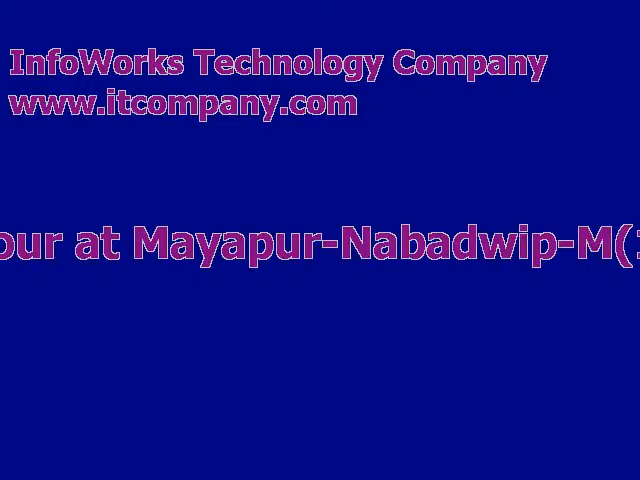 InfoWorks Technology Company
www.itcompany.com
our at Mayapur-Nabadwip-M(